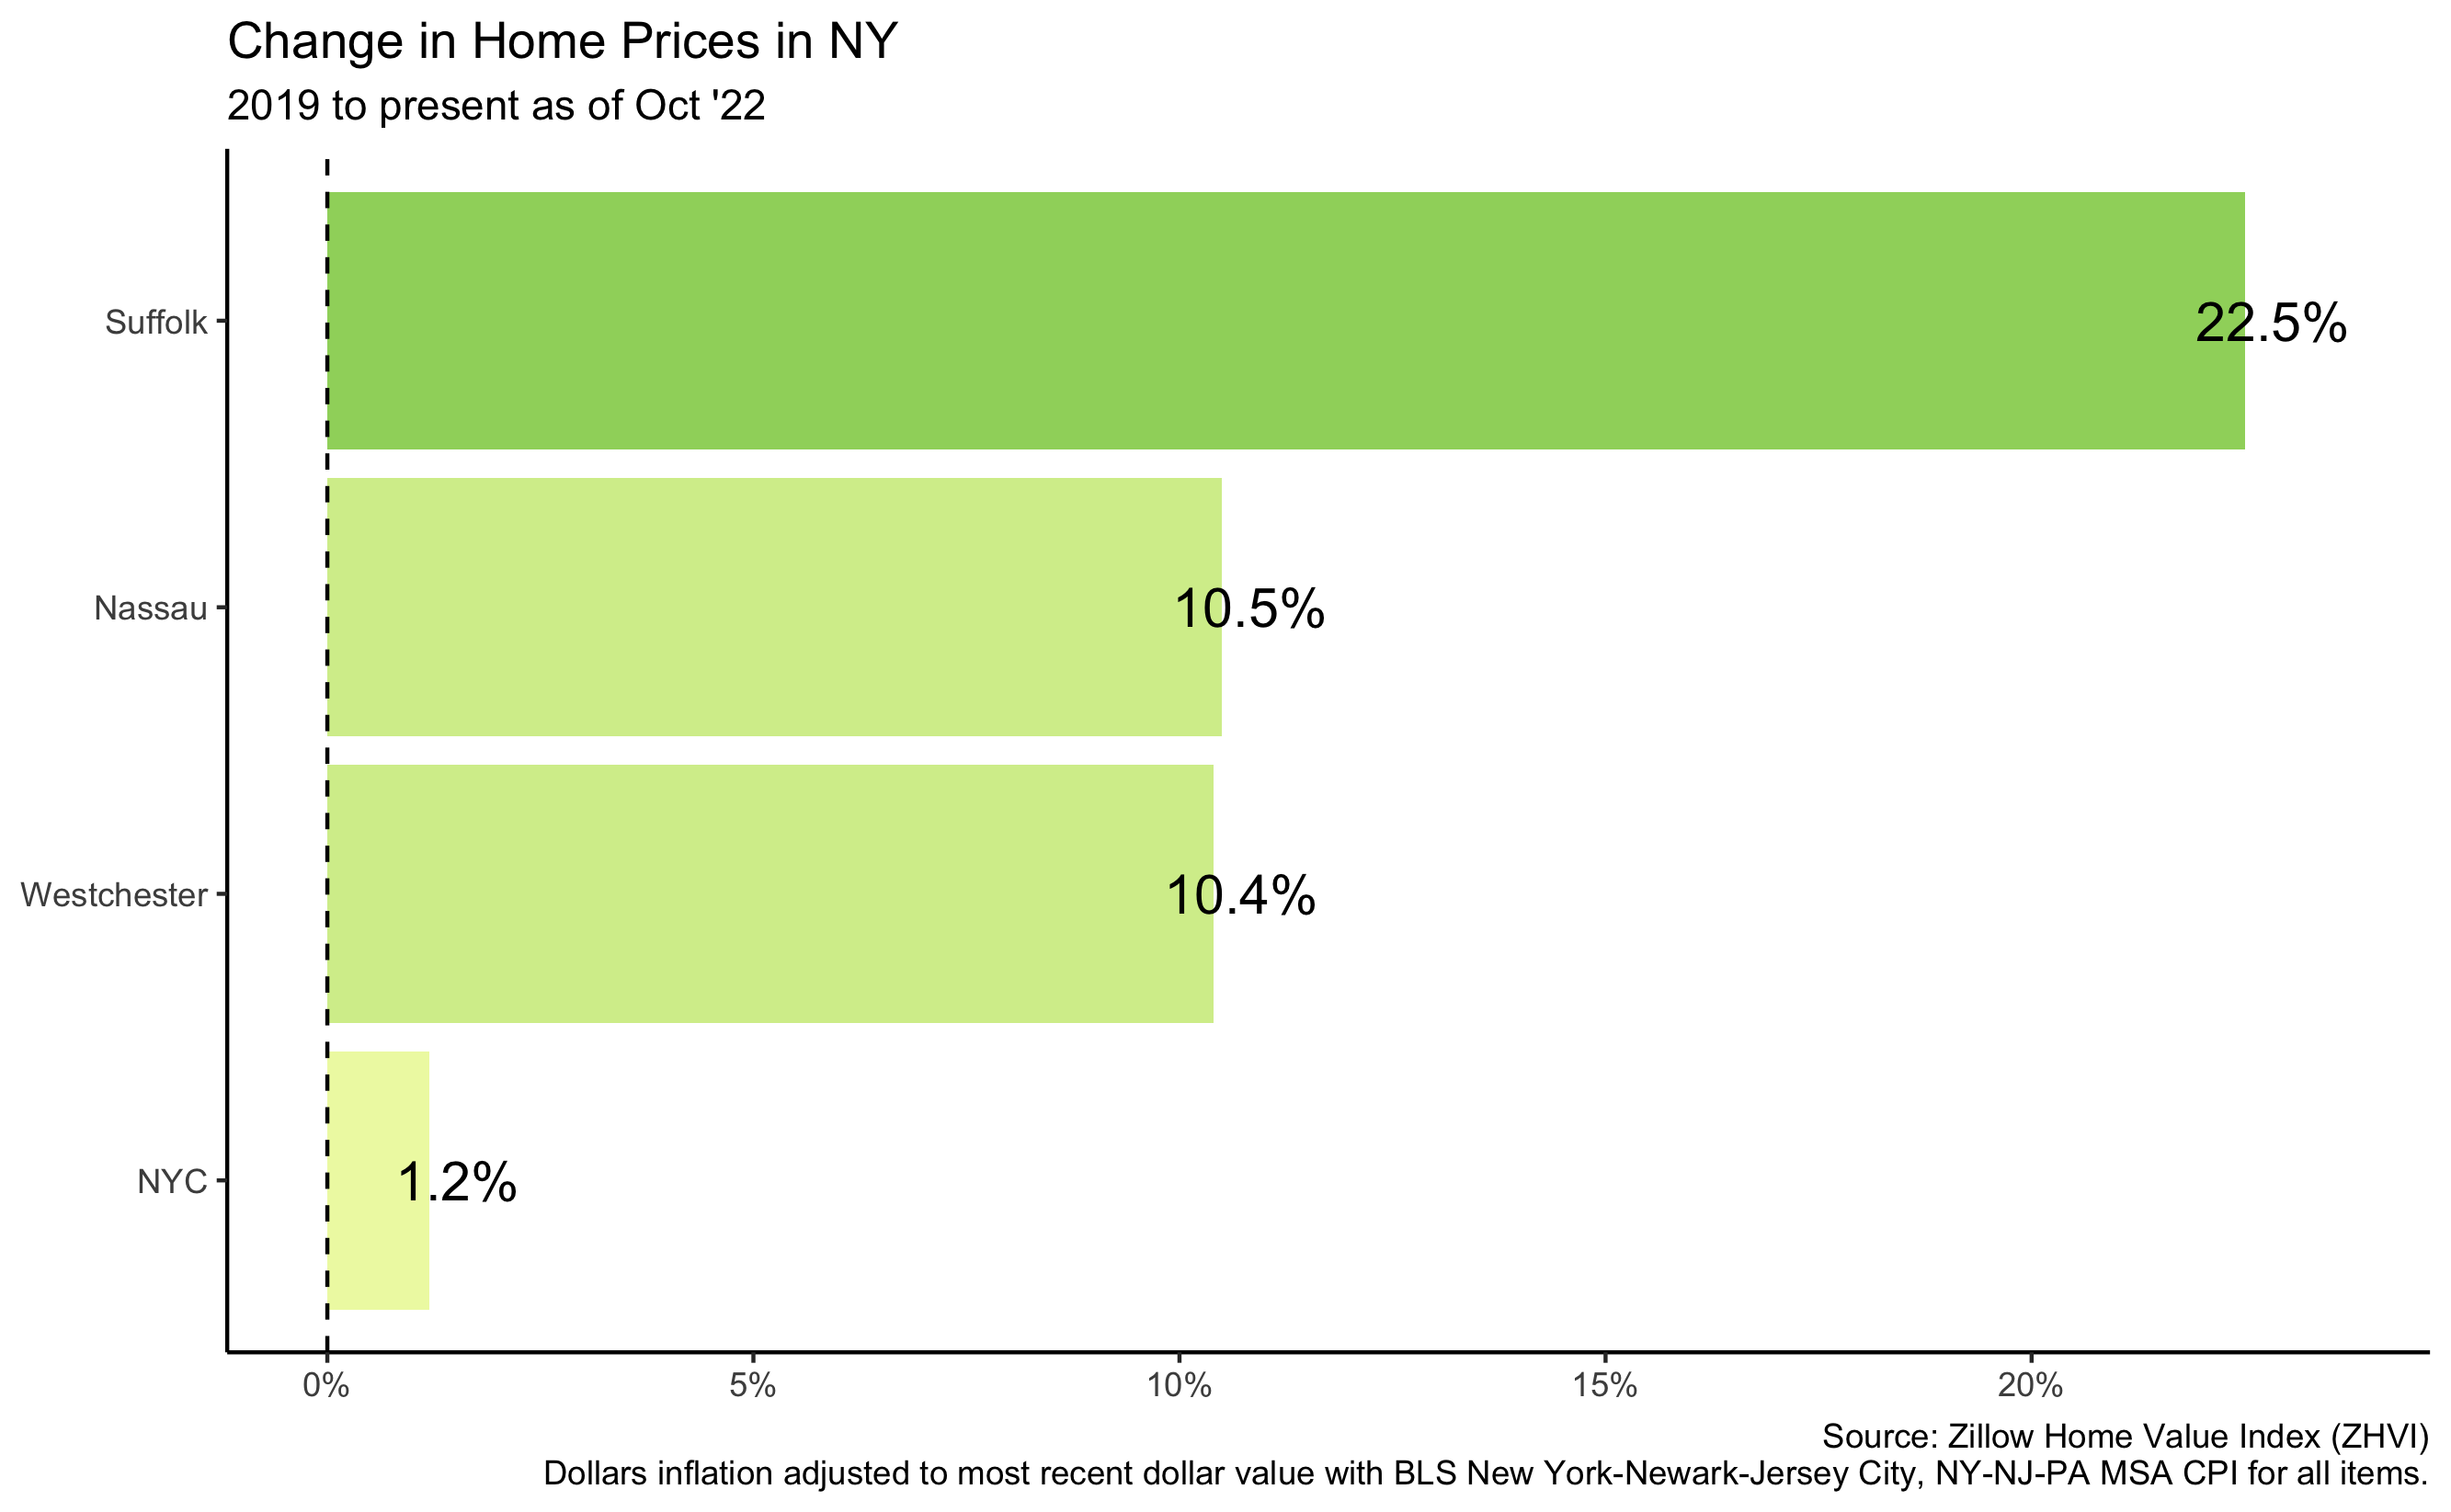 Change in Home Prices in NY
2019 to present as of Oct '22
Suffolk
22.5%
Nassau
10.5%
Westchester
10.4%
NYC
1.2%
0%
5%
10%
15%
20%
Source: Zillow Home Value Index (ZHVI)
Dollars inflation adjusted to most recent dollar value with BLS New York-Newark-Jersey City, NY-NJ-PA MSA CPI for all items.